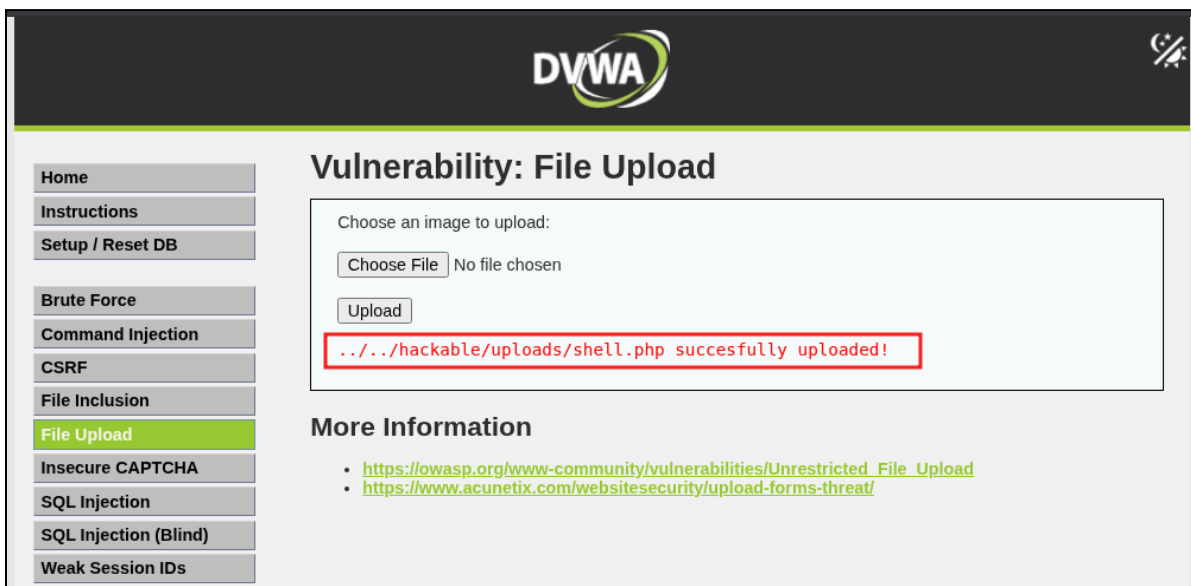 DVWA
Home
Instructions
Setup / Reset DB
Brute Force
Command Injection
CSRF
File Inclusion
File Upload
Insecure CAPTCHA
SQL Injection
SQL Injection (Blind)
Weak Session IDs
Vulnerability: File Upload
Choose an image to upload:
Choose File No file chosen
Upload
../../hackable/uploads/shell.php succesfully uploaded!
More Information
https://owasp.org/www-community/vulnerabilities/Unrestricted_File_Upload
https://www.acunetix.com/websitesecurity/upload-forms-threat/